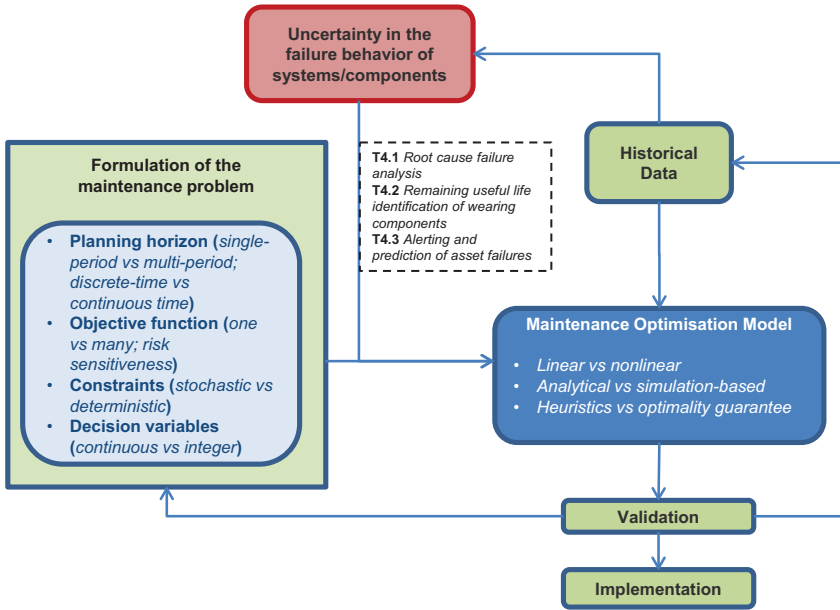 Uncertainty in the
failure behavior of
systems/components
Historical
Data
Formulation of the
maintenance problem
• Planning horizon (single-
period vs multi-period;
discrete-time vs
continuous time)
• Objective function (one
vs many; risk
sensitiveness)
• Constraints (stochastic vs
deterministic)
• Decision variables
(continuous vs integer)
T4.1 Root cause failure
analysis
T4.2 Remaining useful life
identification of wearing
components
T4.3 Alerting and
prediction of asset failures
Maintenance Optimisation Model
• Linear vs nonlinear
• Analytical vs simulation-based
• Heuristics vs optimality guarantee
Validation
Implementation